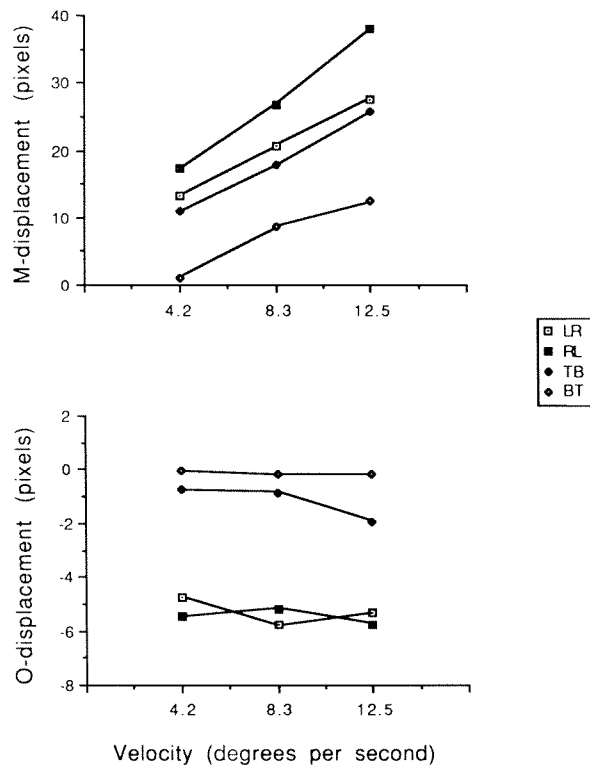 M-displacement (pixels)
40
30
20
10
0
4.2 8.3 12.5
LR
RL
TB
BT
O-displacement (pixels)
2
0
-2
-4
-6
-8
4.2 8.3 12.5
Velocity (degrees per second)